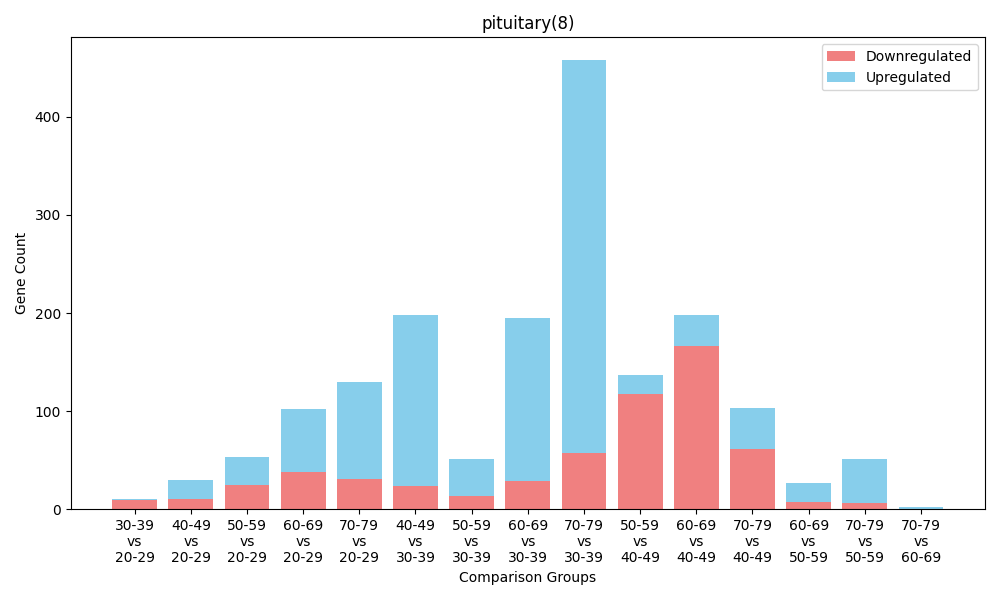 pituitary(8)
Downregulated
Upregulated
Gene Count
400
300
200
100
0
30-39 40-49 50-59 60-69 70-79 40-49 50-59 60-69 70-79 50-59 60-69 70-79 60-69 70-79 70-79
vs vs vs vs vs vs vs vs vs vs vs vs vs vs vs
20-29 20-29 20-29 20-29 20-29 30-39 30-39 30-39 30-39 40-49 40-49 40-49 50-59 50-59 60-69
Comparison Groups